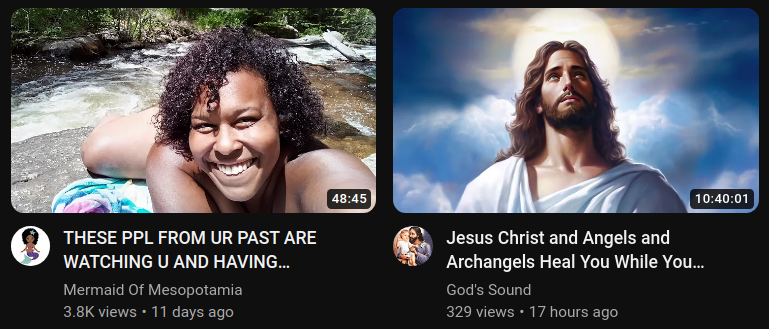 48:45
10:40:01
THESE PPL FROM UR PAST ARE
WATCHING U AND HAVING…
Mermaid Of Mesopotamia
3.8K views • 11 days ago
Jesus Christ and Angels and
Archangels Heal You While You…
God's Sound
329 views • 17 hours ago